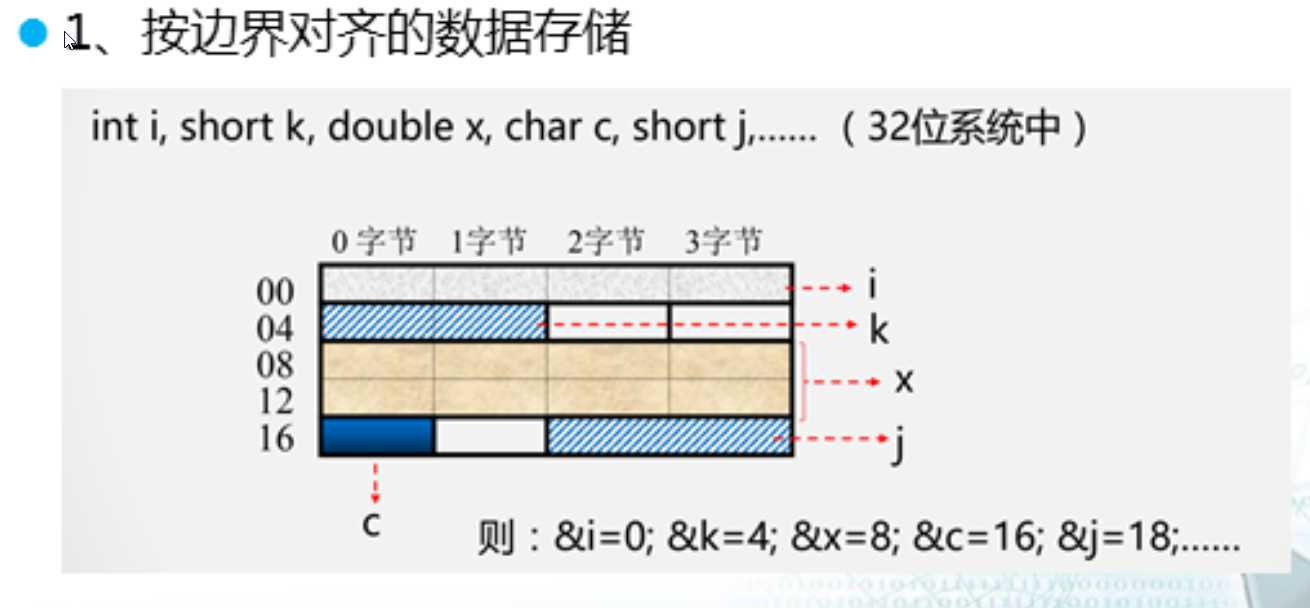 1、按边界对齐的数据存储
int i, short k, double x, char c, short j,...... （32位系统中）
0 字节 1字节 2字节 3字节
00 i
04 k
08
x
12
16 j
c
则：&i=0; &k=4; &x=8; &c=16; &j=18;......